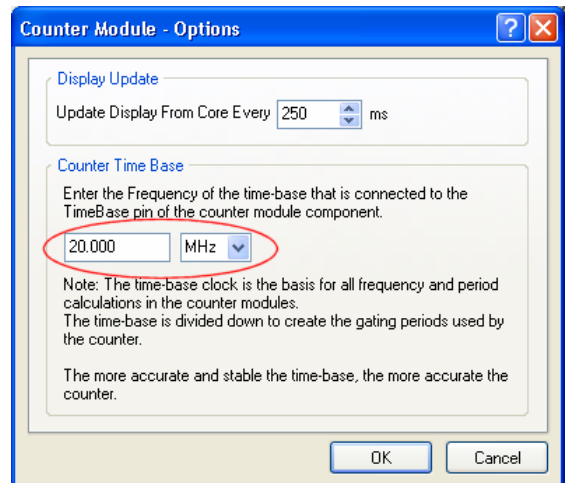 Counter Module - Options
Display Update
Update Display From Core Every 250 ms
Counter Time Base
Enter the Frequency of the time-base that is connected to the
TimeBase pin of the counter module component.
20.000 MHz
Note: The time-base clock is the basis for all frequency and period
calculations in the counter modules.
The time-base is divided down to create the gating periods used by
the counter.
The more accurate and stable the time-base, the more accurate the
counter.
OK Cancel